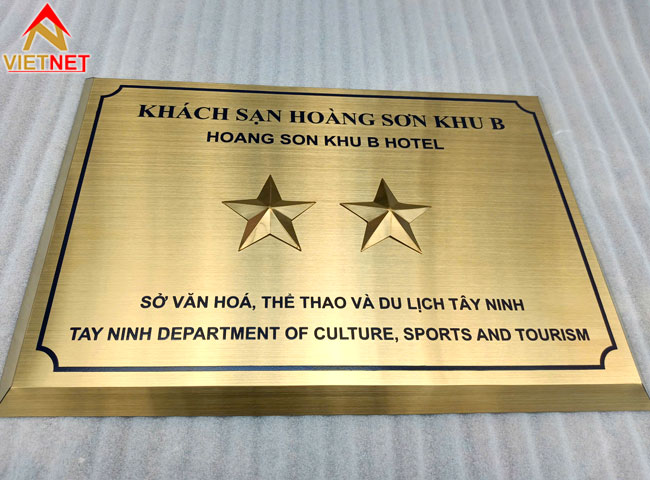 VIETNET
KHÁCH SẠN HOÀNG SƠN KHU B
HOANG SON KHU B HOTEL
SỞ VĂN HOÁ, THỂ THAO VÀ DU LỊCH TÂY NINH
TAY NINH DEPARTMENT OF CULTURE, SPORTS AND TOURISM